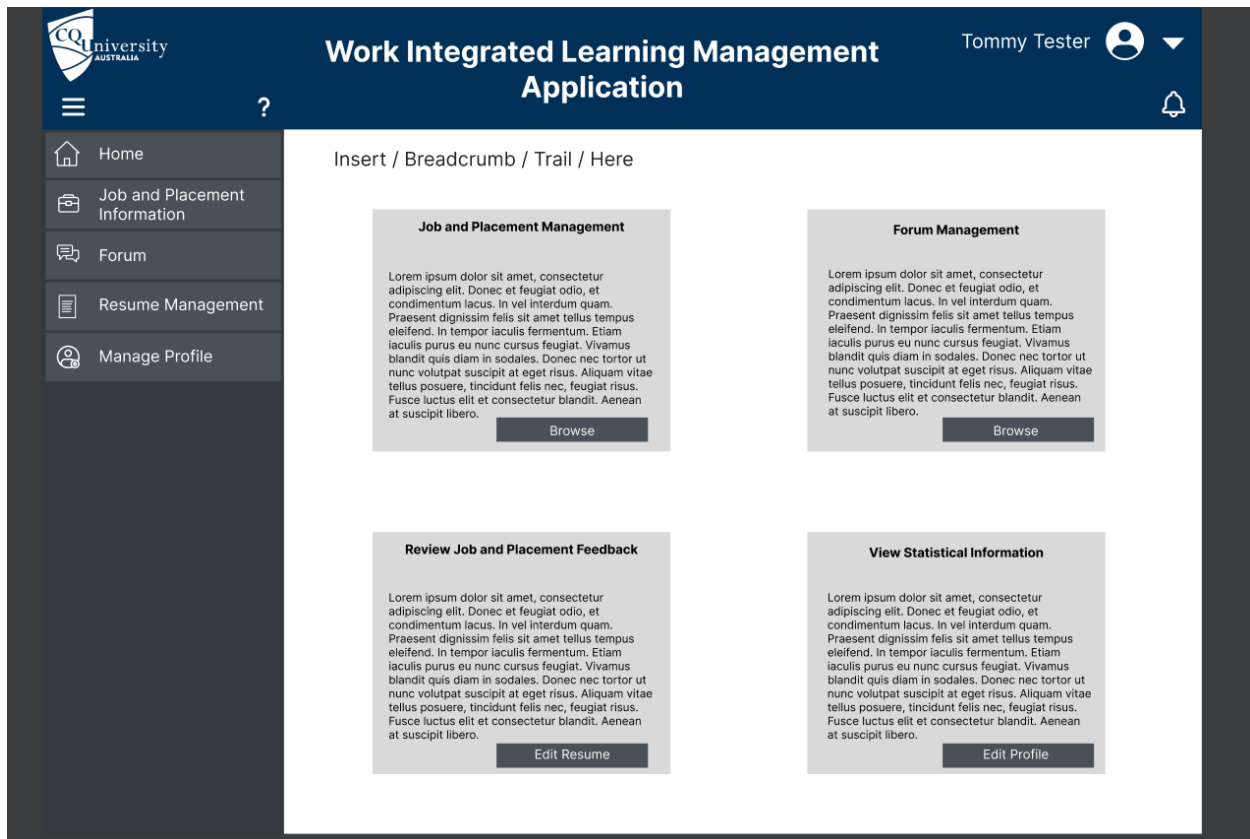 CQUniversity
AUSTRALIA
Work Integrated Learning Management
Application
Tommy Tester
?
Home
Job and Placement
Information
Forum
Resume Management
Manage Profile
Insert / Breadcrumb / Trail / Here
Job and Placement Management
Lorem ipsum dolor sit amet, consectetur
adipiscing elit. Donec et feugiat odio, et
condimentum lacus. In vel interdum quam.
Praesent dignissim felis sit amet tellus tempus
eleifend. In tempor iaculis fermentum. Etiam
iaculis purus eu nunc cursus feugiat. Vivamus
blandit quis diam in sodales. Donec nec tortor ut
nunc volutpat suscipit at eget risus. Aliquam vitae
tellus posuere, tincidunt felis nec, feugiat risus.
Fusce luctus elit et consectetur blandit. Aenean
at suscipit libero.
Browse
Forum Management
Lorem ipsum dolor sit amet, consectetur
adipiscing elit. Donec et feugiat odio, et
condimentum lacus. In vel interdum quam.
Praesent dignissim felis sit amet tellus tempus
eleifend. In tempor iaculis fermentum. Etiam
iaculis purus eu nunc cursus feugiat. Vivamus
blandit quis diam in sodales. Donec nec tortor ut
nunc volutpat suscipit at eget risus. Aliquam vitae
tellus posuere, tincidunt felis nec, feugiat risus.
Fusce luctus elit et consectetur blandit. Aenean
at suscipit libero.
Browse
Review Job and Placement Feedback
Lorem ipsum dolor sit amet, consectetur
adipiscing elit. Donec et feugiat odio, et
condimentum lacus. In vel interdum quam.
Praesent dignissim felis sit amet tellus tempus
eleifend. In tempor iaculis fermentum. Etiam
iaculis purus eu nunc cursus feugiat. Vivamus
blandit quis diam in sodales. Donec nec tortor ut
nunc volutpat suscipit at eget risus. Aliquam vitae
tellus posuere, tincidunt felis nec, feugiat risus.
Fusce luctus elit et consectetur blandit. Aenean
at suscipit libero.
Edit Resume
View Statistical Information
Lorem ipsum dolor sit amet, consectetur
adipiscing elit. Donec et feugiat odio, et
condimentum lacus. In vel interdum quam.
Praesent dignissim felis sit amet tellus tempus
eleifend. In tempor iaculis fermentum. Etiam
iaculis purus eu nunc cursus feugiat. Vivamus
blandit quis diam in sodales. Donec nec tortor ut
nunc volutpat suscipit at eget risus. Aliquam vitae
tellus posuere, tincidunt felis nec, feugiat risus.
Fusce luctus elit et consectetur blandit. Aenean
at suscipit libero.
Edit Profile